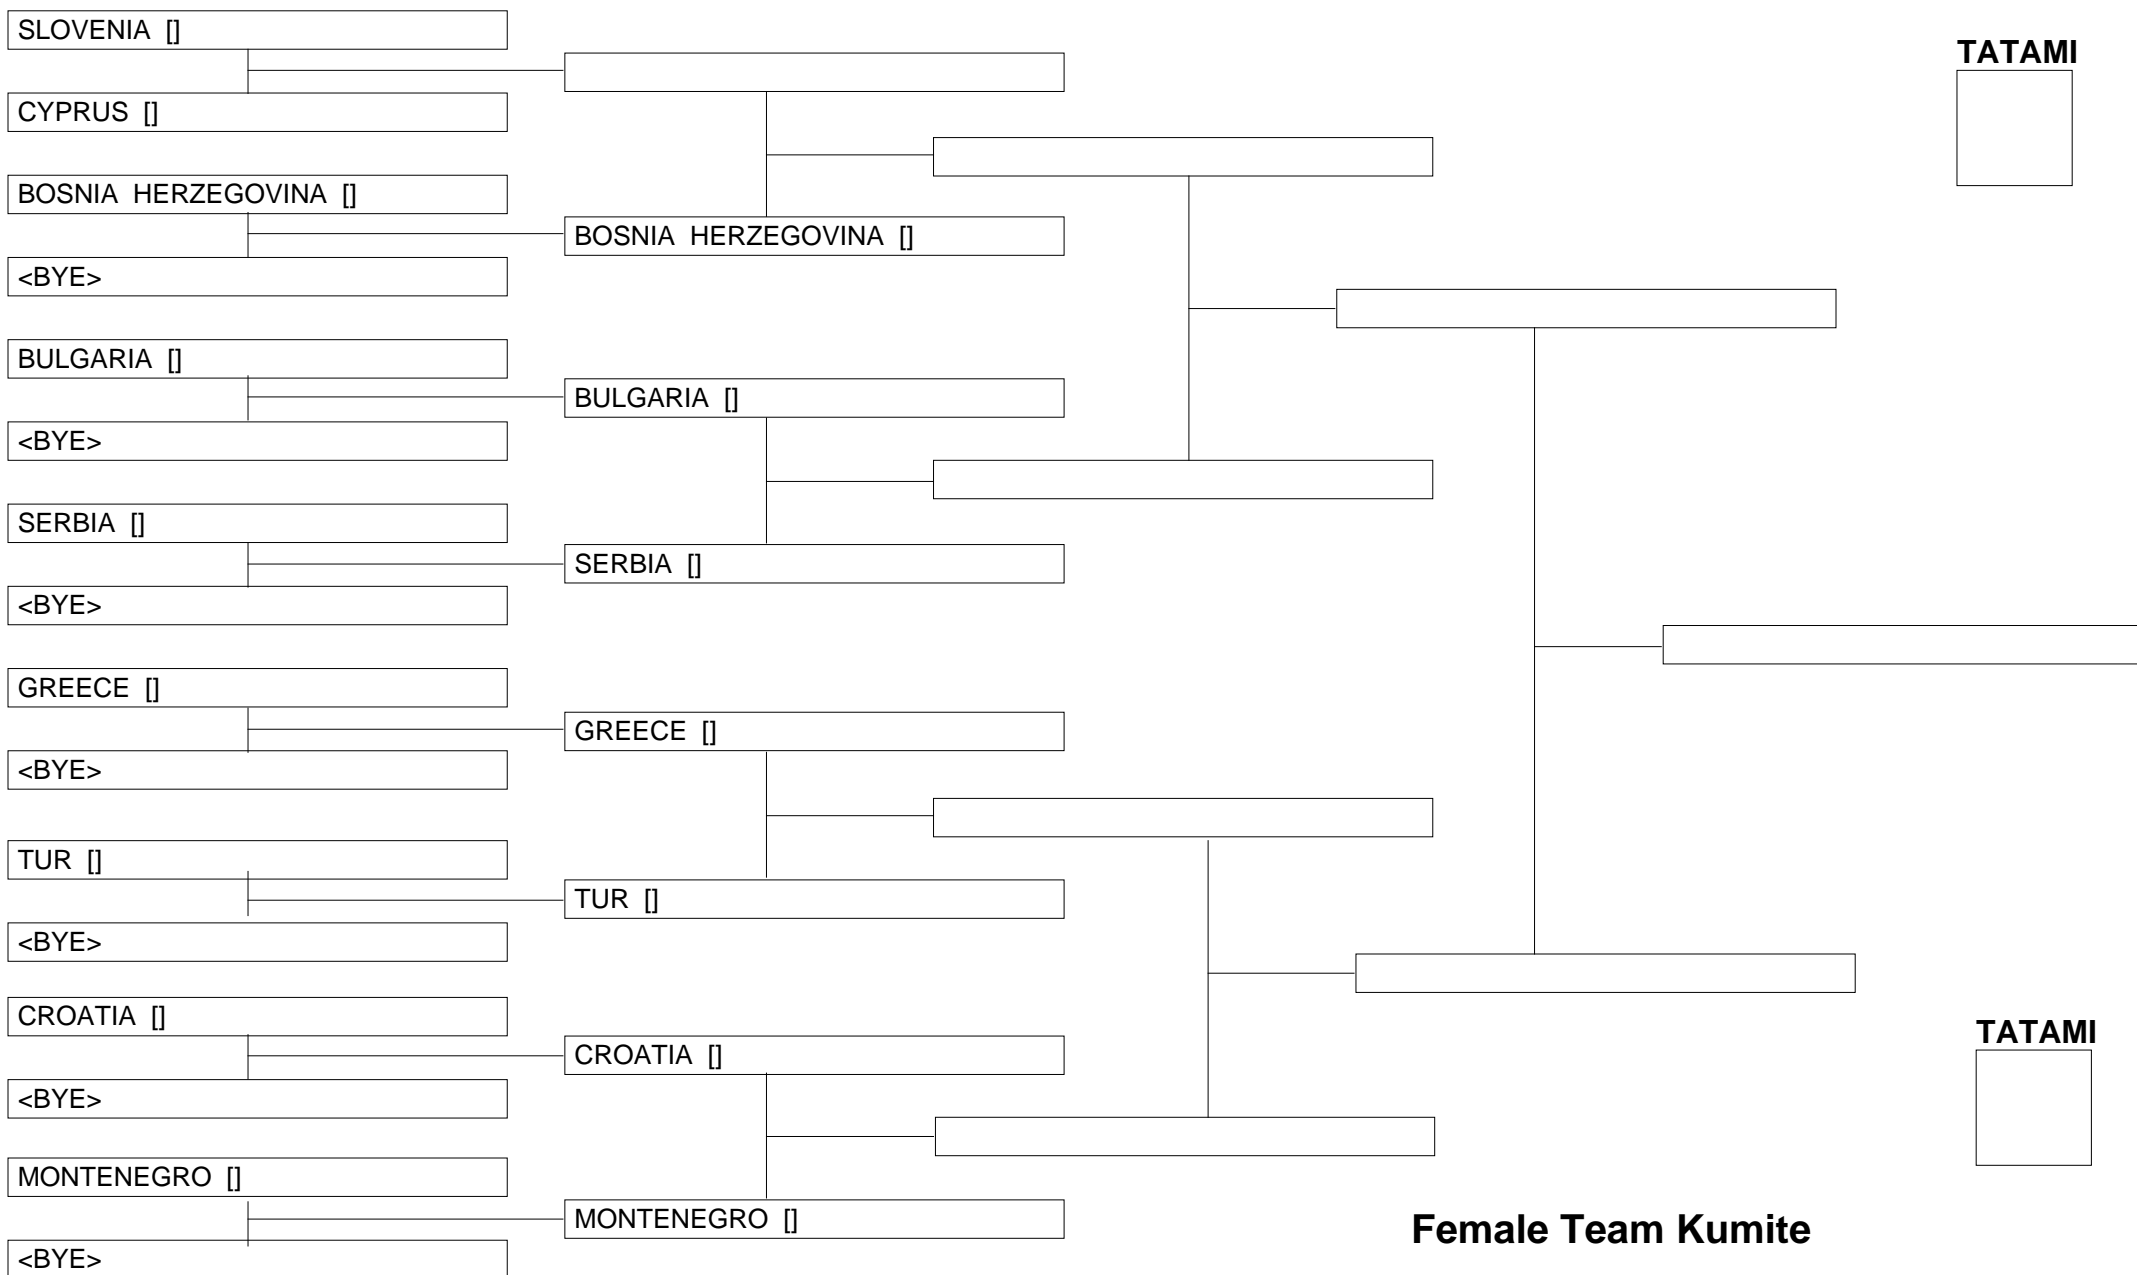 SLOVENIA []
CYPRUS []
BOSNIA HERZEGOVINA []
<BYE>
BULGARIA []
<BYE>
SERBIA []
<BYE>
GREECE []
<BYE>
TUR []
<BYE>
CROATIA []
<BYE>
MONTENEGRO []
<BYE>
BOSNIA HERZEGOVINA []
BULGARIA []
SERBIA []
GREECE []
TUR []
CROATIA []
MONTENEGRO []
TATAMI
TATAMI
Female Team Kumite